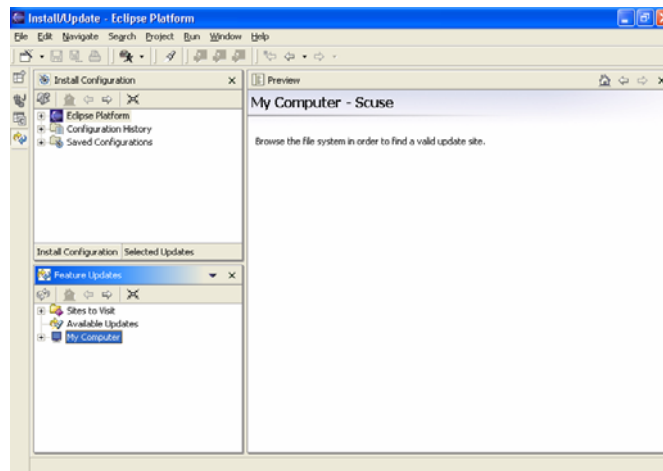 Install/Update - Eclipse Platform
File Edit Navigate Search Project Run Window Help
Install Configuration
Eclipse Platform
Configuration History
Saved Configurations
Install Configuration Selected Updates
Feature Updates
Sites to Visit
Available Updates
My Computer
Preview
My Computer - Scuse
Browse the file system in order to find a valid update site.